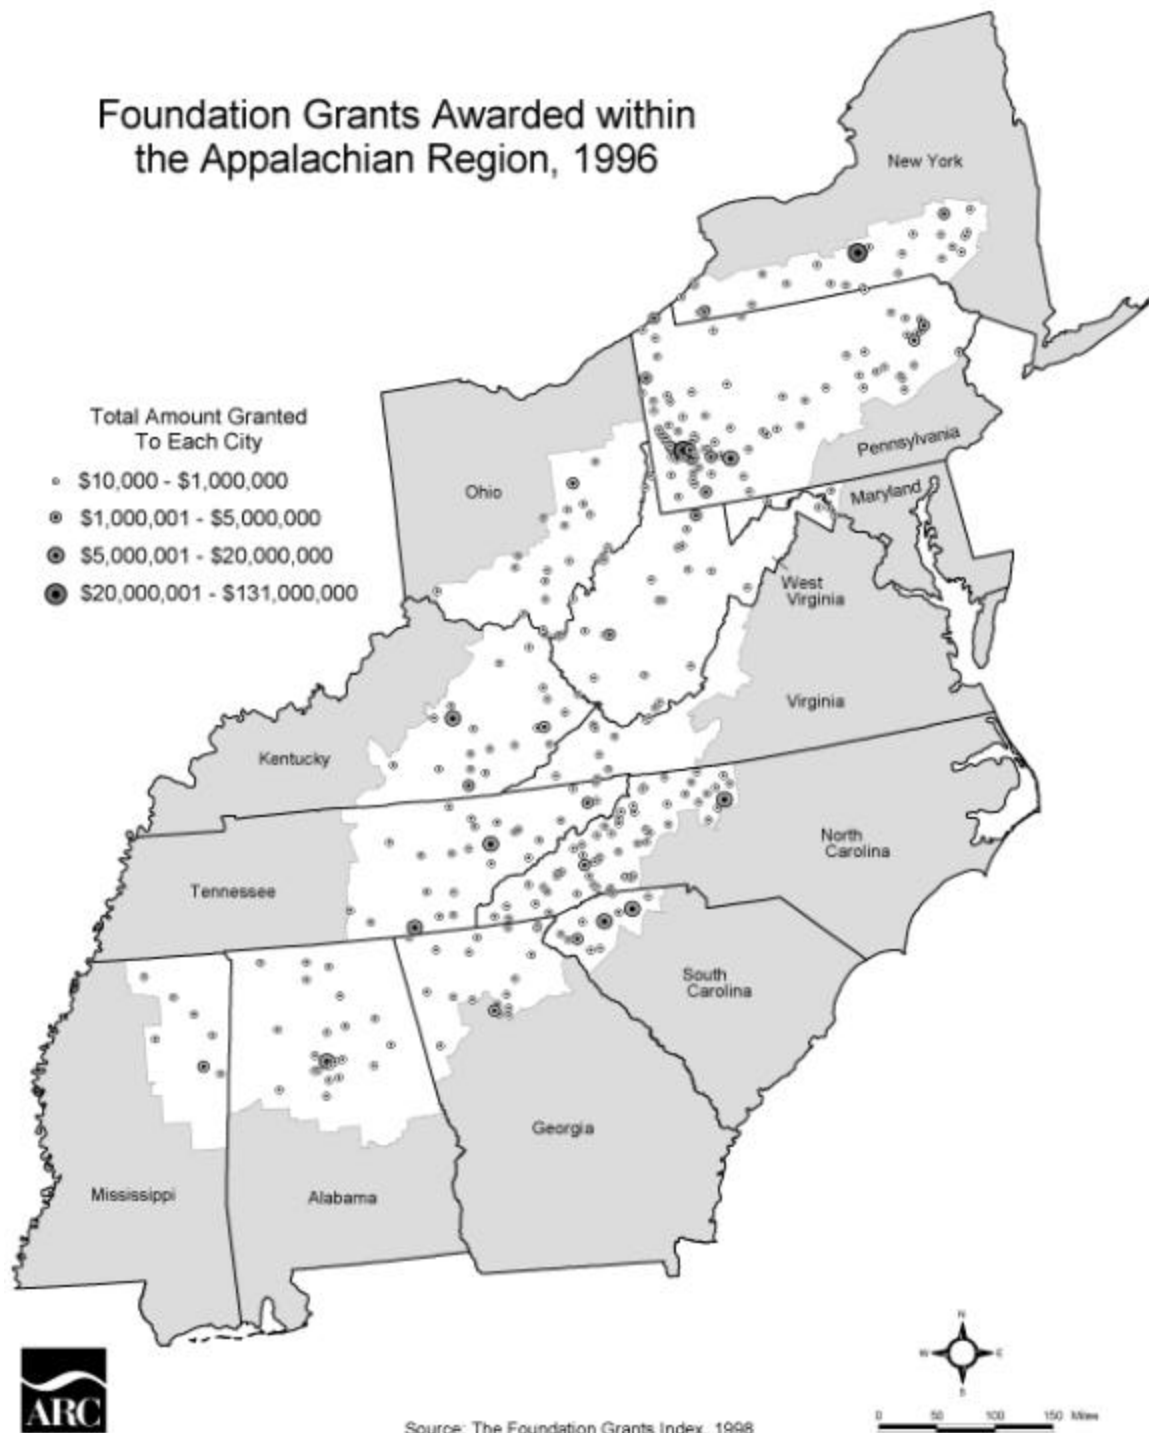 Foundation Grants Awarded within
the Appalachian Region, 1996
New York
Total Amount Granted
To Each City
$10,000 - $1,000,000
$1,000,001 - $5,000,000
$5,000,001 - $20,000,000
$20,000,001 - $131,000,000
Pennsylvania
Ohio
Maryland
West
Virginia
Virginia
Kentucky
North
Carolina
Tennessee
South
Carolina
Georgia
Mississippi
Alabama
N
W
E
S
ARC
Source: The Foundation Grants Index, 1998
0 50 100 150 Miles